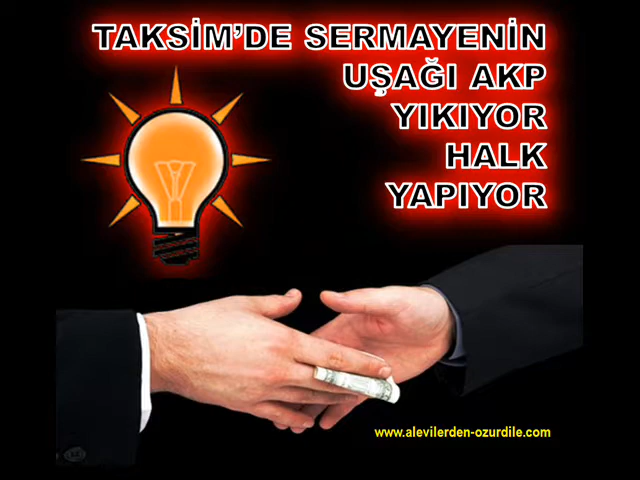 TAKSİM'DE SERMAYENİN
UŞAĞI AKP
YIKIYOR
HALK
YAPIYOR
www.alevilerden-ozurdile.com